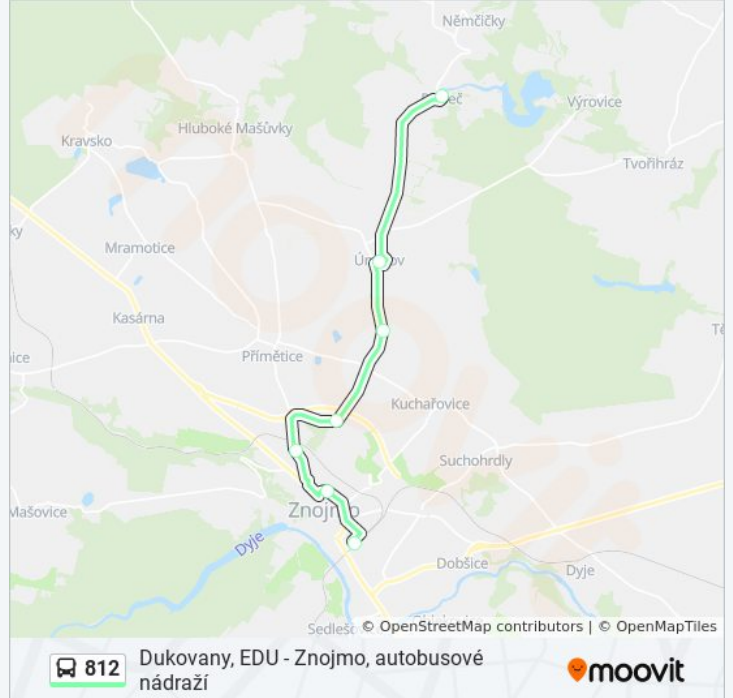 Němčičky
Výrovice
Hluboké Mašůvky
Kravsko
Tvořihráz
Mramotice
Kasárna
Přímětice
Kuchařovice
Suchohrdly
Znojmo
Mašovice
Dyje
Dobšice
Dyje
© OpenStreetMap contributors | © OpenMapTiles
812
Dukovany, EDU - Znojmo, autobusové
nádraží
moovit